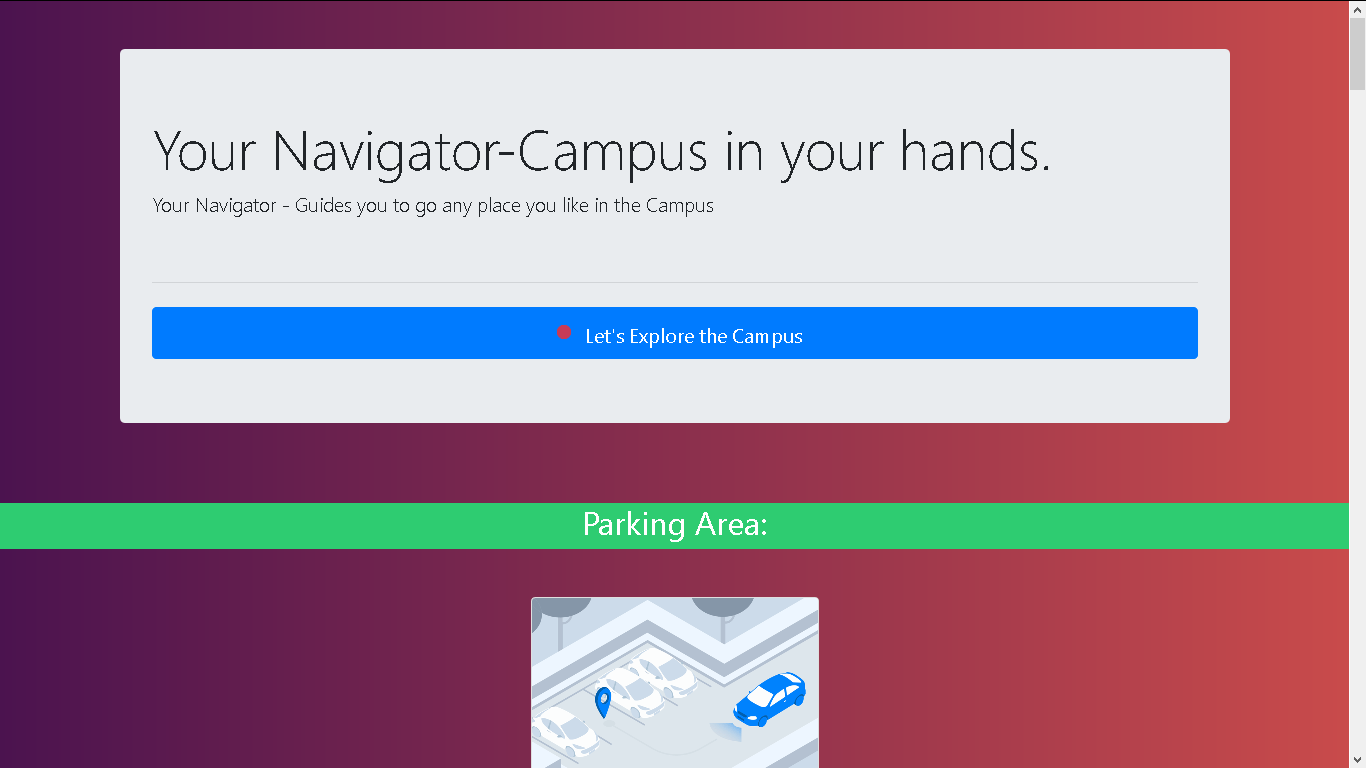 Your Navigator-Campus in your hands.
Your Navigator - Guides you to go any place you like in the Campus
Let's Explore the Campus
Parking Area: